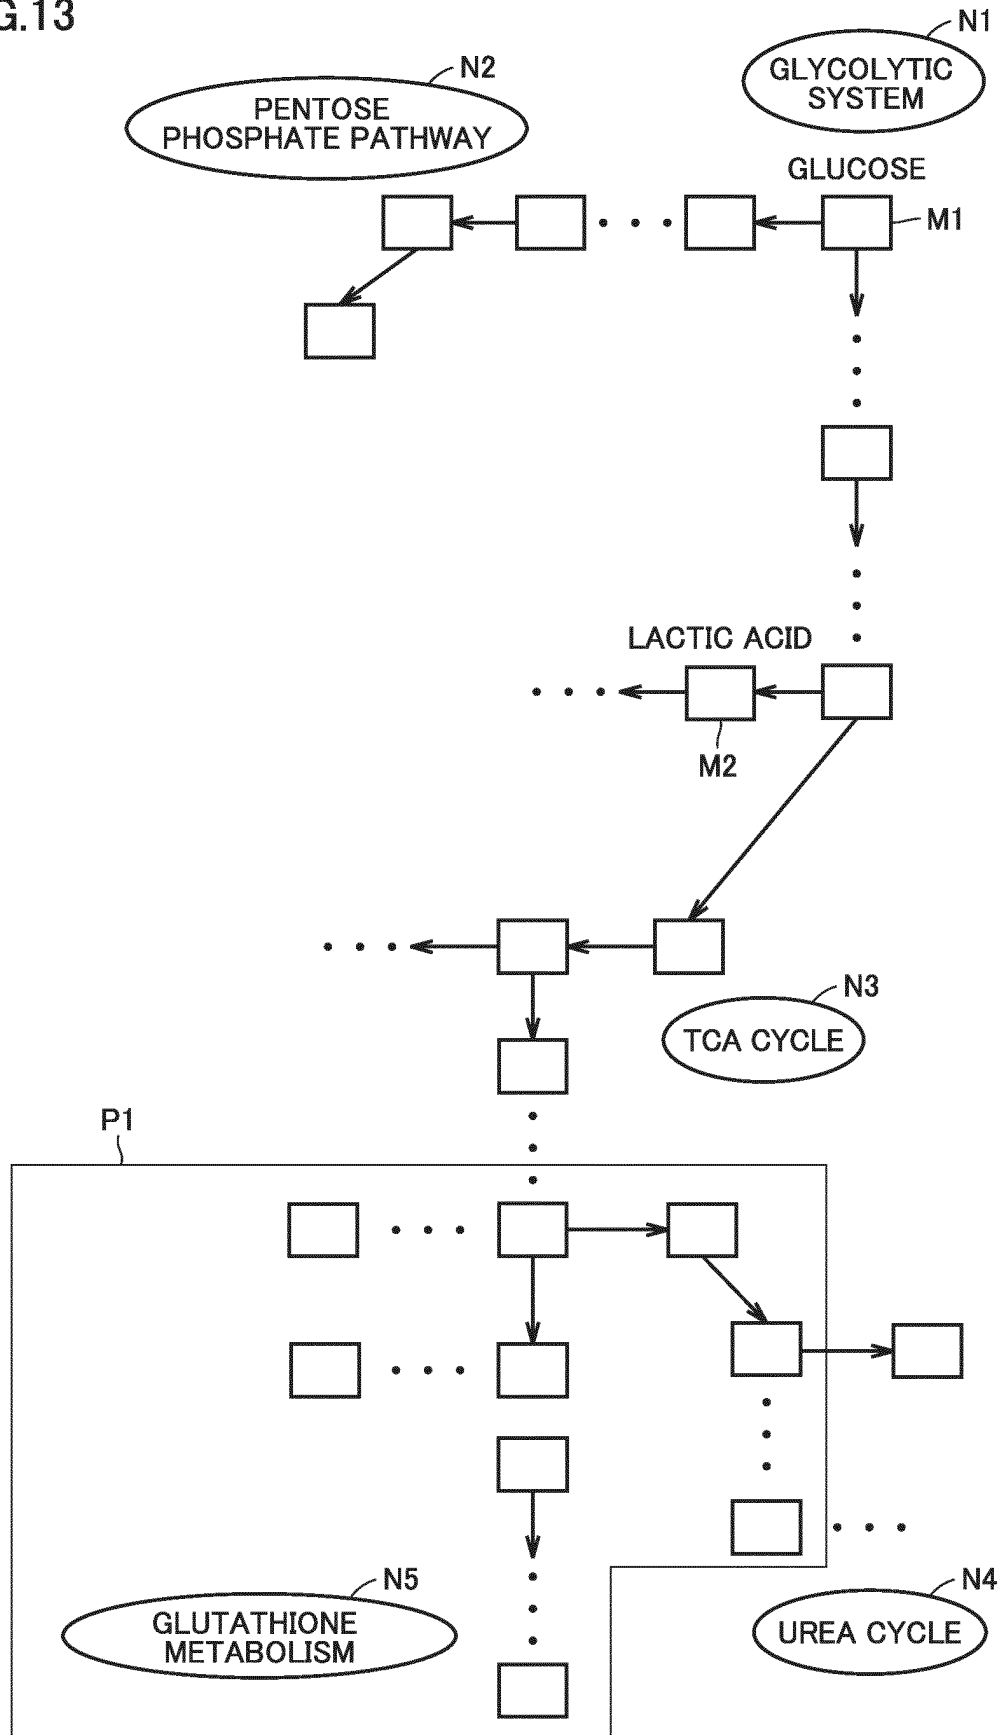 G.13
N1
GLYCOLYTIC
SYSTEM
N2
PENTOSE
PHOSPHATE PATHWAY
GLUCOSE
M1
LACTIC ACID
M2
N3
TCA CYCLE
P1
N5
GLUTATHIONE
METABOLISM
N4
UREA CYCLE